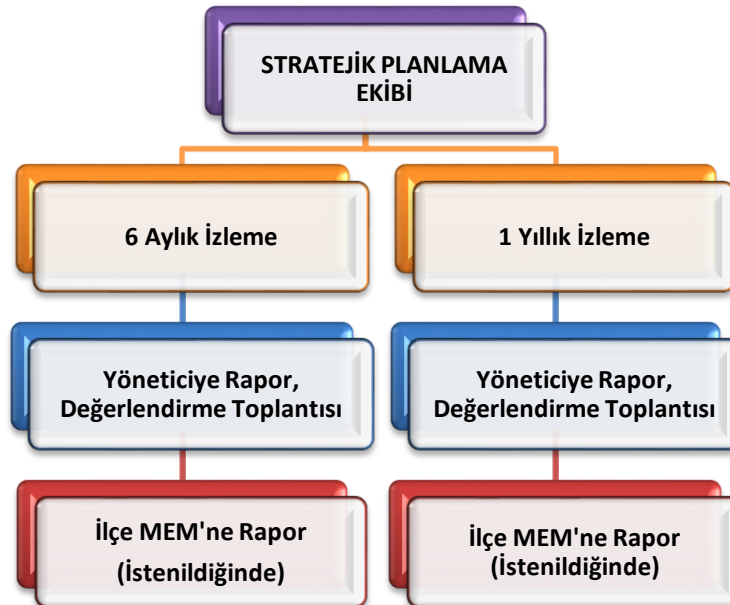 STRATEJİK PLANLAMA
EKİBİ
6 Aylık İzleme
1 Yıllık İzleme
Yöneticiye Rapor,
Değerlendirme Toplantısı
Yöneticiye Rapor,
Değerlendirme Toplantısı
İlçe MEM'ne Rapor
(İstenildiğinde)
İlçe MEM'ne Rapor
(İstenildiğinde)